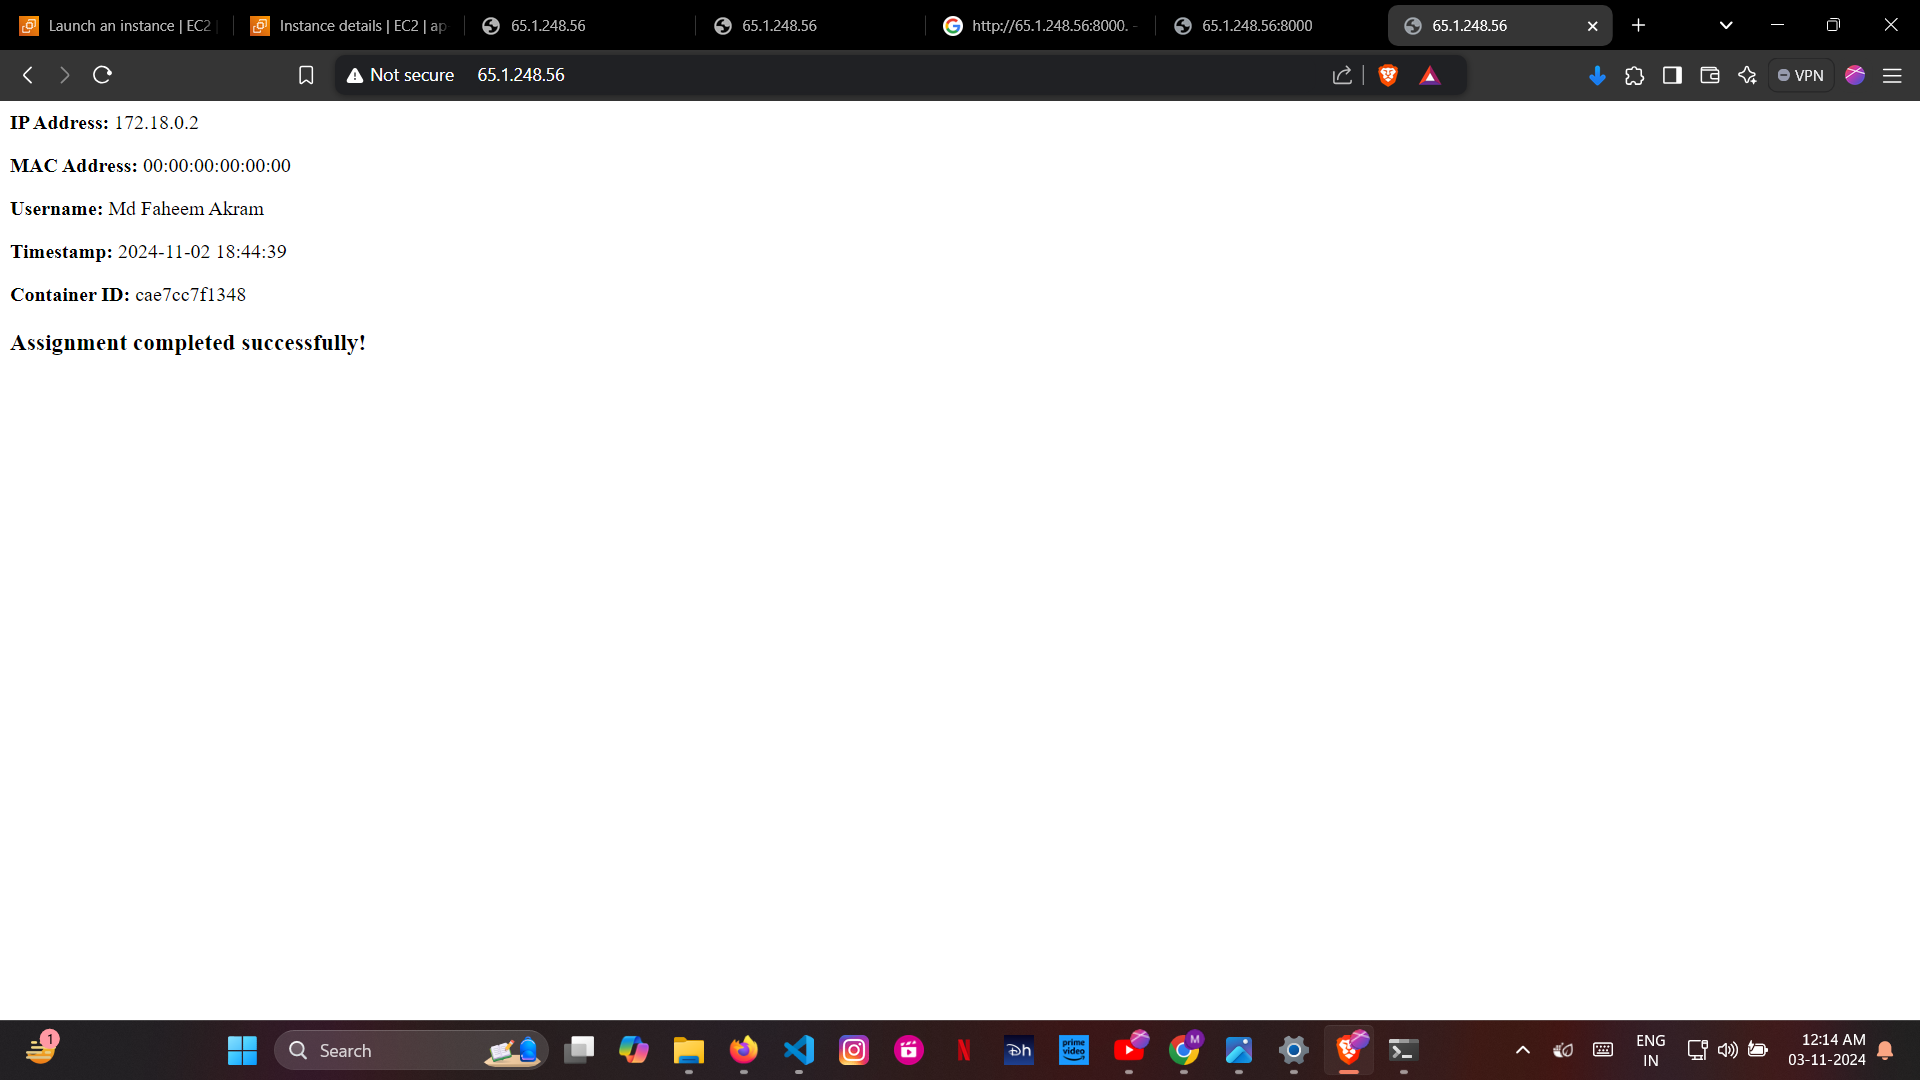 Launch an instance | EC2 |
Instance details | EC2 | ap-
65.1.248.56
65.1.248.56
http://65.1.248.56:8000. -
65.1.248.56:8000
65.1.248.56
Not secure 65.1.248.56
VPN
IP Address: 172.18.0.2
MAC Address: 00:00:00:00:00:00
Username: Md Faheem Akram
Timestamp: 2024-11-02 18:44:39
Container ID: cae7cc7f1348
Assignment completed successfully!
1
Search
N
Dh
prime video
M
ENG
IN
12:14 AM
03-11-2024